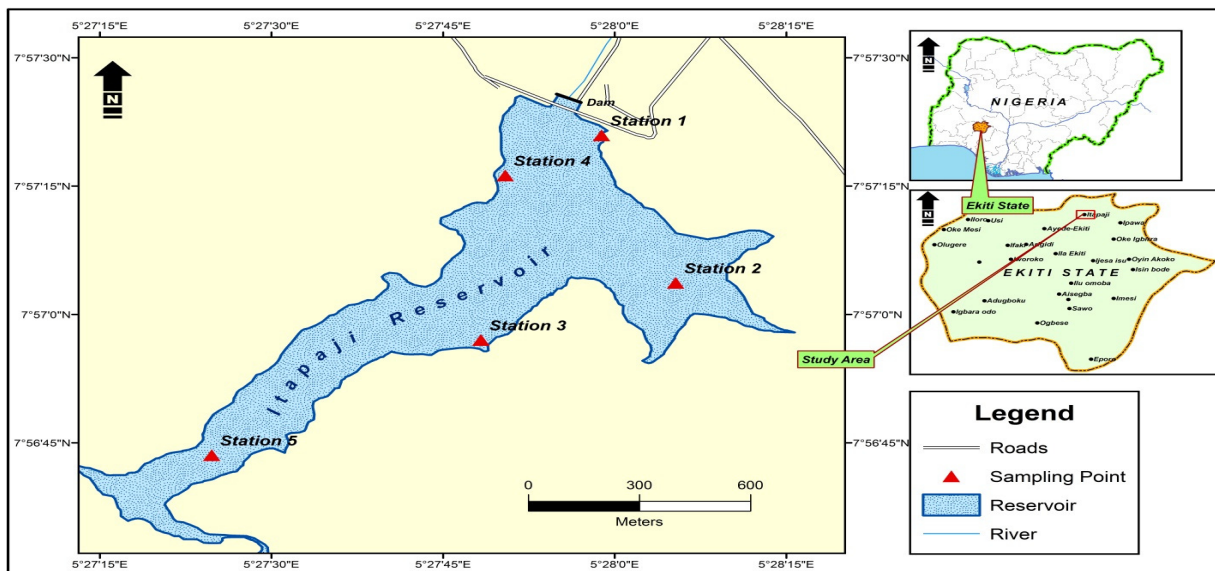 5°27'15"E
5°27'30"E
5°27'45"E
5°28'0"E
5°28'15"E
7°57'30"N
7°57'15"N
7°57'0"N
7°56'45"N
7°57'30"N
7°57'15"N
7°57'0"N
7°56'45"N
5°27'15"E
5°27'30"E
5°27'45"E
5°28'0"E
5°28'15"E
N
Dam
Station 1
Station 4
Station 2
Station 3
Station 5
Itapaji Reservoir
0
300
600
Meters
N
NIGERIA
Ekiti State
N
Itapaji
Iloro
Usi
Ipawa
Oke Mesi
Ayede-Ekiti
Olugere
Ifaki
Oke Igbira
Ila Ekiti
Iworoko
Ijesa isu
Oyin Akoko
EKITI STATE
Isin bode
Ilu omoba
Adugboku
Aisegba
Imesi
Igbara odo
Sawo
Ogbese
Epora
Study Area
Legend
Roads
Sampling Point
Reservoir
River